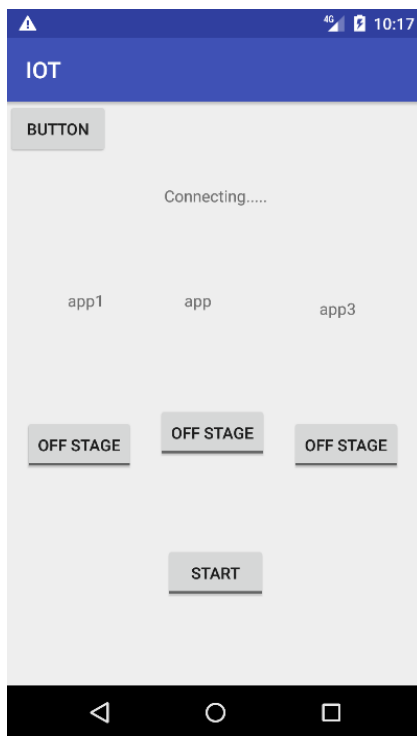 4G 10:17
IOT
BUTTON
Connecting.....
app1 app app3
OFF STAGE OFF STAGE OFF STAGE
START